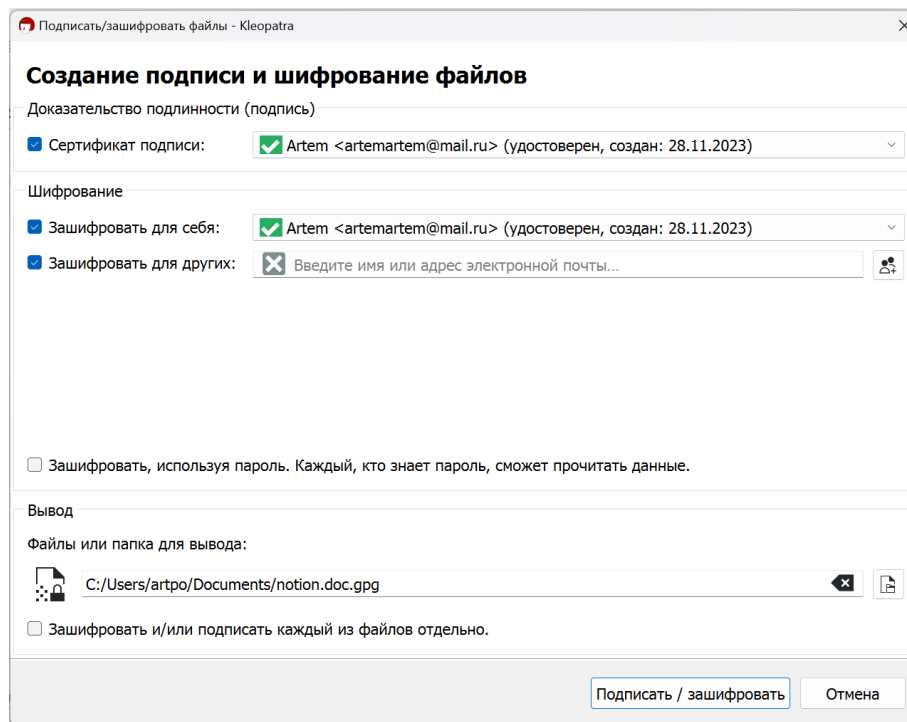 Подписать/зашифровать файлы - Kleopatra
Создание подписи и шифрование файлов
Доказательство подлинности (подпись)
Сертификат подписи:
Artem <artemartem@mail.ru> (удостоверен, создан: 28.11.2023)
Шифрование
Зашифровать для себя:
Artem <artemartem@mail.ru> (удостоверен, создан: 28.11.2023)
Зашифровать для других:
Введите имя или адрес электронной почты...
Зашифровать, используя пароль. Каждый, кто знает пароль, сможет прочитать данные.
Вывод
Файлы или папка для вывода:
C:/Users/artpo/Documents/notion.doc.gpg
Зашифровать и/или подписать каждый из файлов отдельно.
Подписать / зашифровать
Отмена